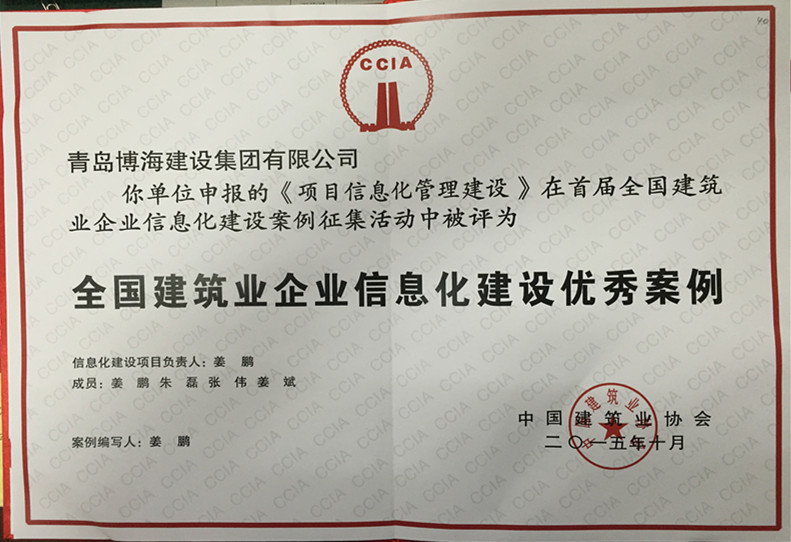 40
CCIA
青岛博海建设集团有限公司
你单位申报的《项目信息化管理建设》在首届全国建筑
业企业信息化建设案例征集活动中被评为
全国建筑业企业信息化建设优秀案例
信息化建设项目负责人：姜 鹏
成员：姜 鹏 朱 磊 张 伟 姜 斌
案例编写人：姜 鹏
中国建筑业协会
二〇一五年十月